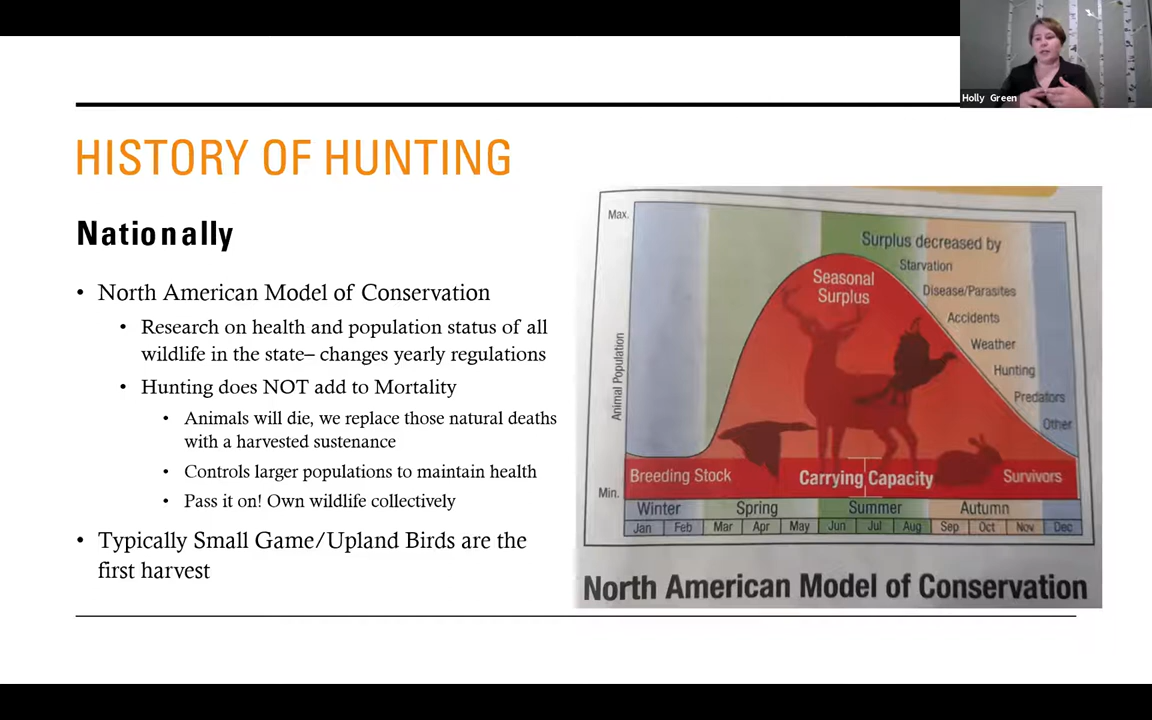 Holly Green
HISTORY OF HUNTING
Nationally
• North American Model of Conservation
• Research on health and population status of all
wildlife in the state– changes yearly regulations
• Hunting does NOT add to Mortality
• Animals will die, we replace those natural deaths
with a harvested sustenance
• Controls larger populations to maintain health
• Pass it on! Own wildlife collectively
• Typically Small Game/Upland Birds are the
first harvest
Max.
Surplus decreased by
Starvation
Disease/Parasites
Accidents
Weather
Hunting
Predators
Other
Seasonal
Surplus
Animal Population
Breeding Stock
Carrying Capacity
Survivors
Min.
Winter Spring Summer Autumn
Jan Feb Mar Apr May Jun Jul Aug Sep Oct Nov Dec
North American Model of Conservation